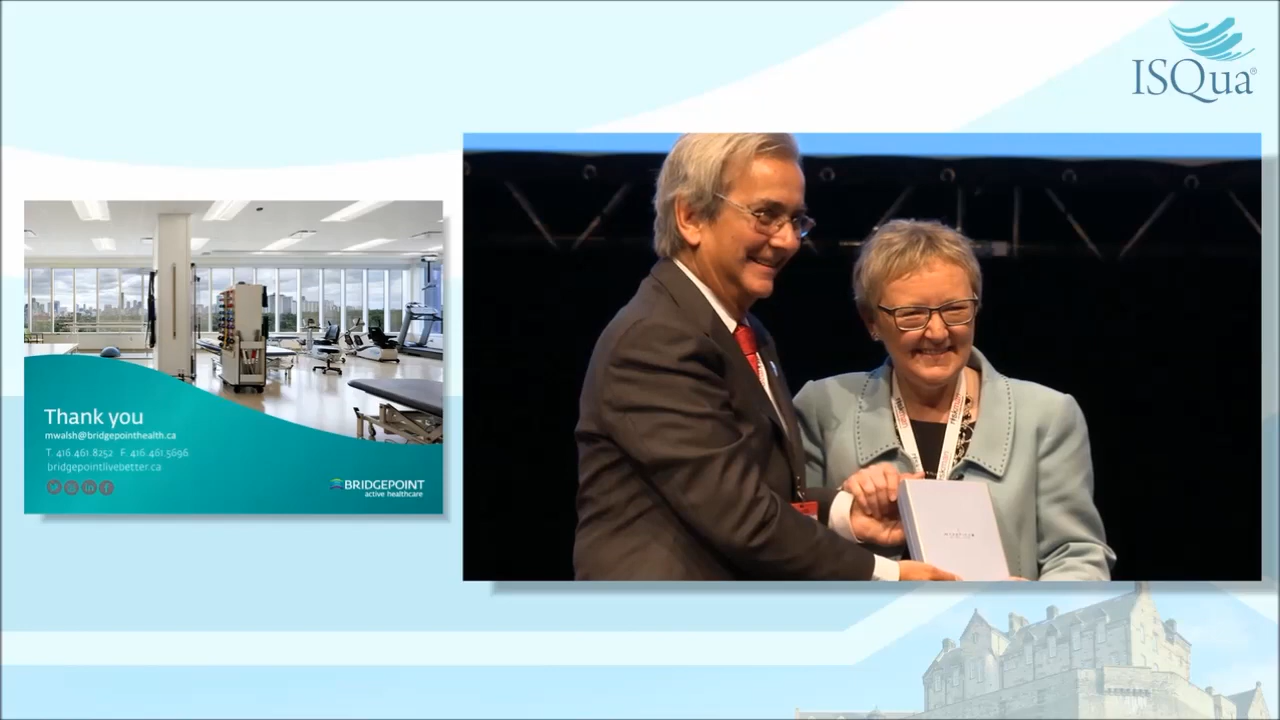 ISQua®
Thank you
mwalsh@bridgepointhealth.ca
T. 416.461.8252 F. 416.461.5696
bridgepointlivebetter.ca
BRIDGEPOINT
active healthcare